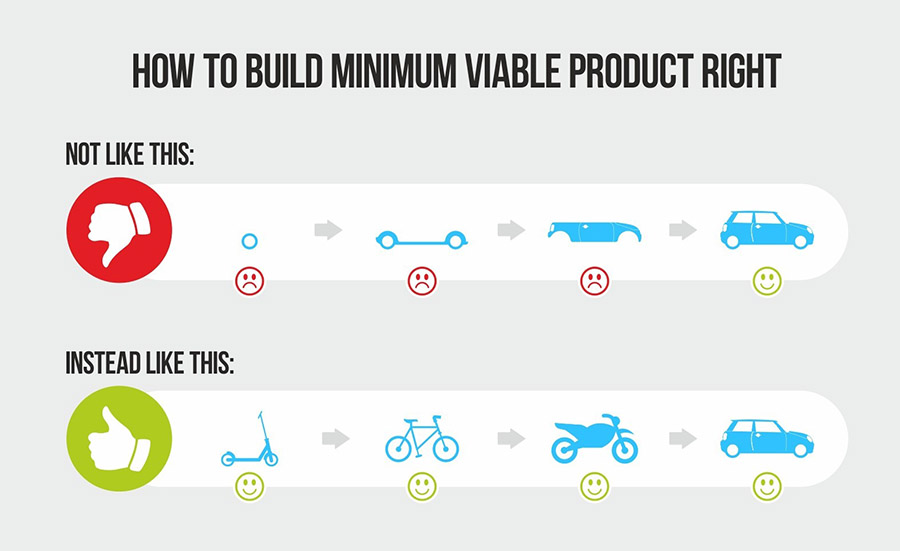 HOW TO BUILD MINIMUM VIABLE PRODUCT RIGHT
NOT LIKE THIS:
INSTEAD LIKE THIS: